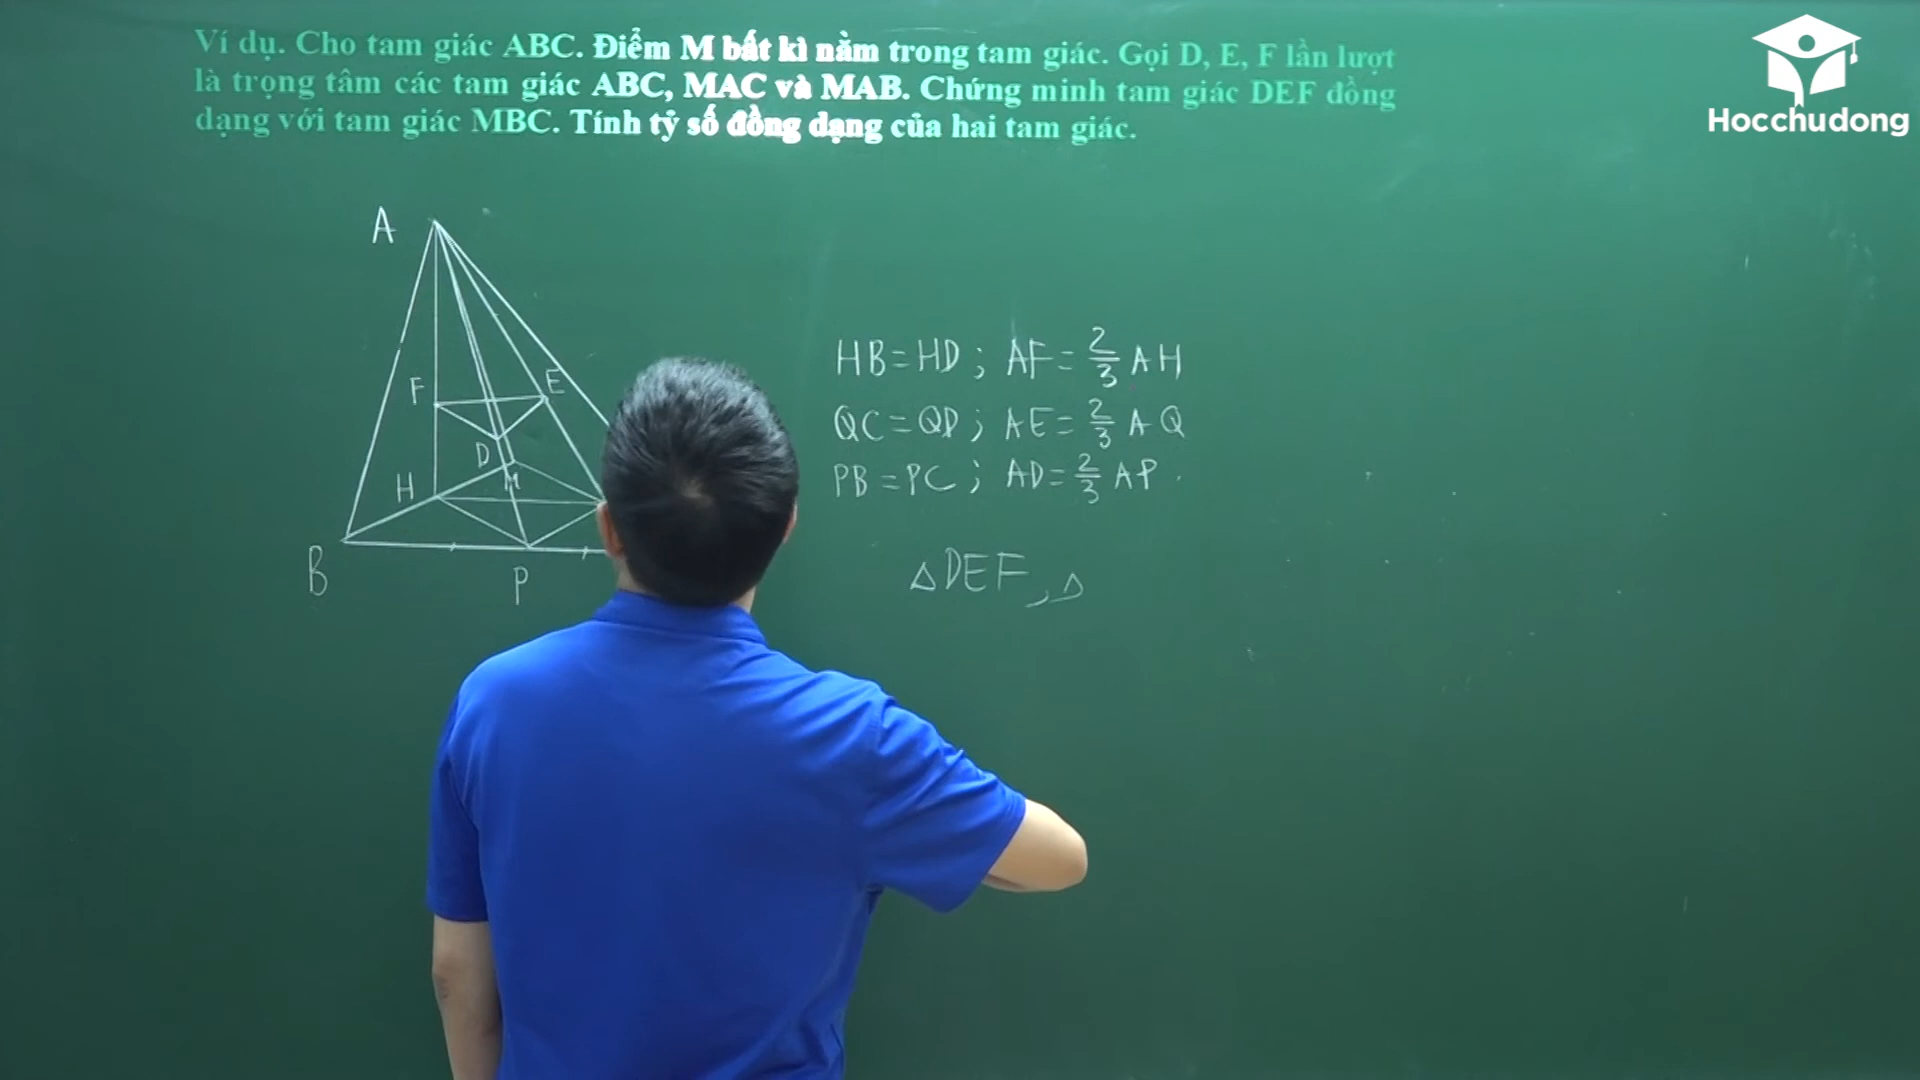 Ví dụ. Cho tam giác ABC. Điểm M bất kì nằm trong tam giác. Gọi D, E, F lần lượt
là trọng tâm các tam giác ABC, MAC và MAB. Chứng minh tam giác DEF đồng
dạng với tam giác MBC. Tính tỷ số đồng dạng của hai tam giác.
Hocchudong
A
F
E
D
M
H
B
P
HB=HD; AF=2/3 AH
QC=QD; AE=2/3 AQ
PB=PC; AD=2/3 AP.
△DEF, △